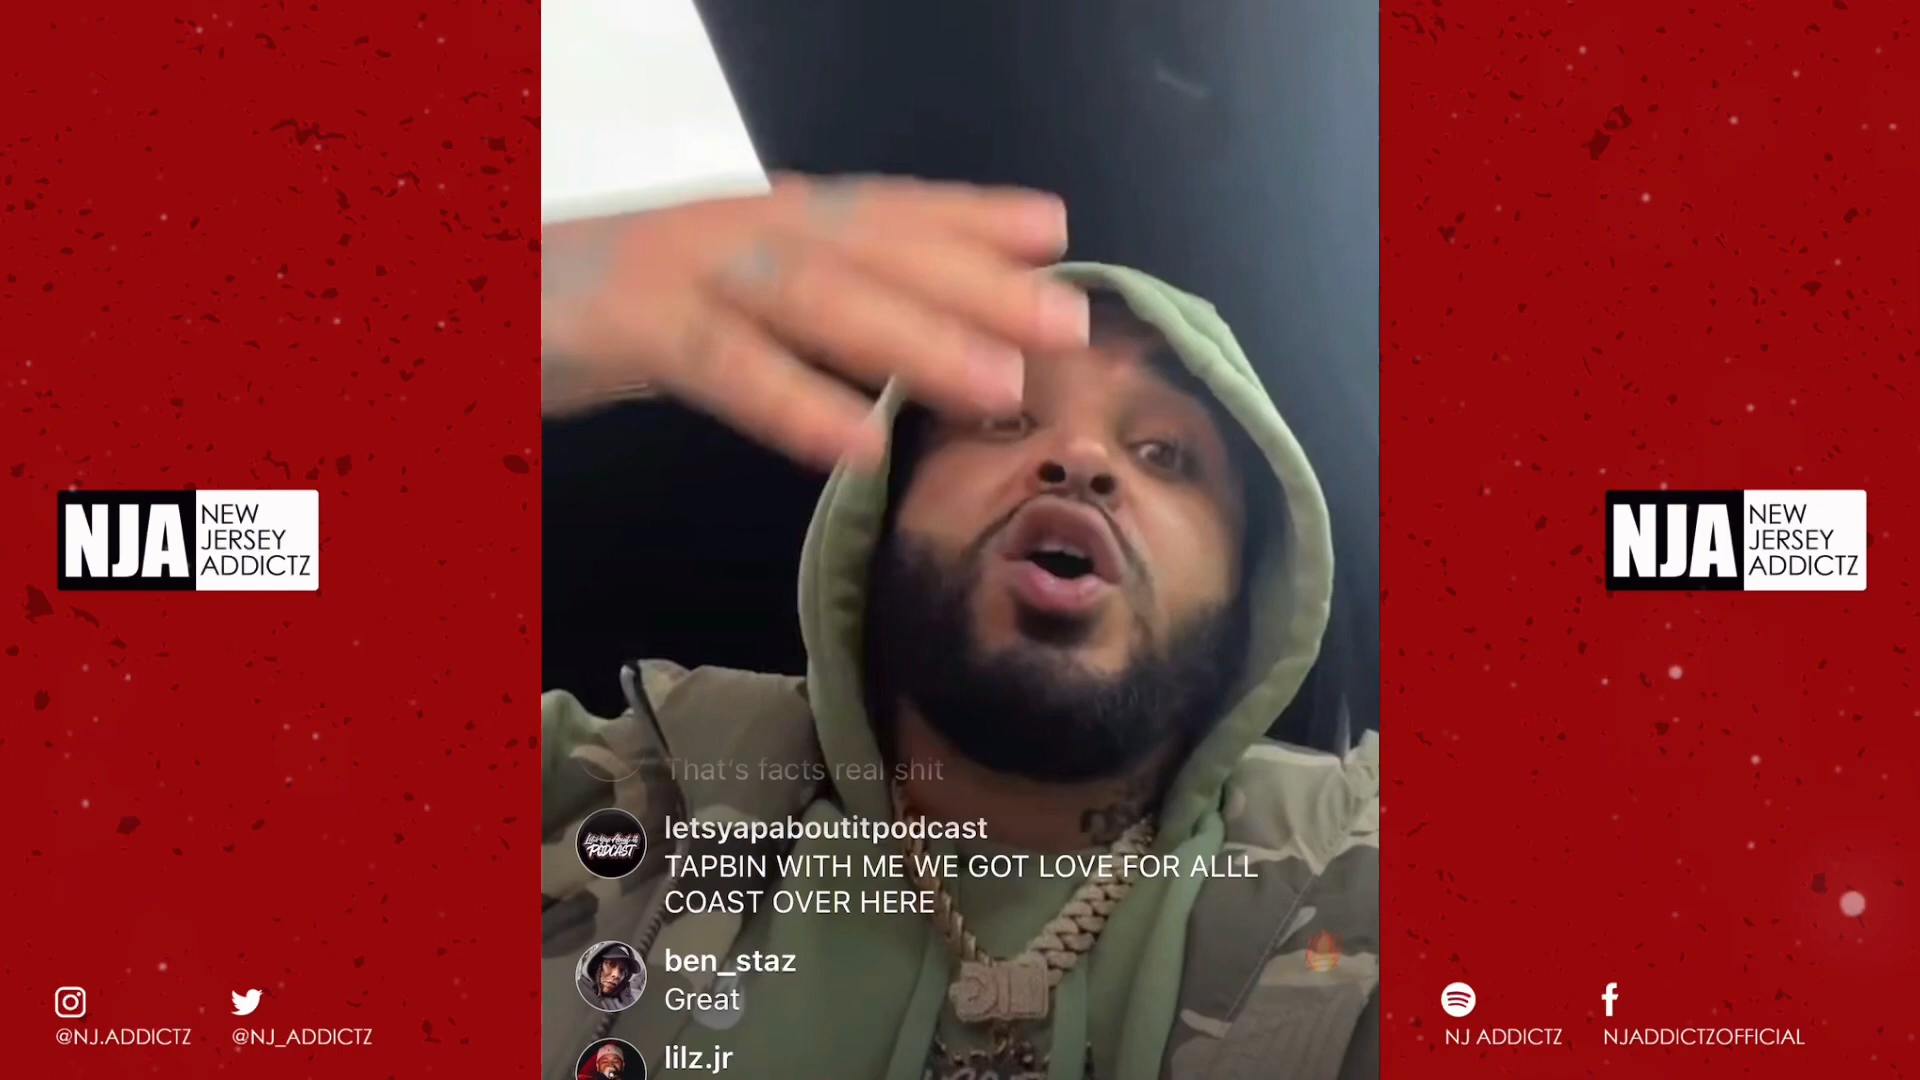 That's facts real shit
letsyapaboutitpodcast
TAPBIN WITH ME WE GOT LOVE FOR ALLL
COAST OVER HERE
ben_staz
Great
lilz.jr
NJA NEW
JERSEY
ADDICTZ
NJA NEW
JERSEY
ADDICTZ
@NJ.ADDICTZ
@NJ_ADDICTZ
NJ ADDICTZ
NJADDICTZOFFICIAL
PODCAST